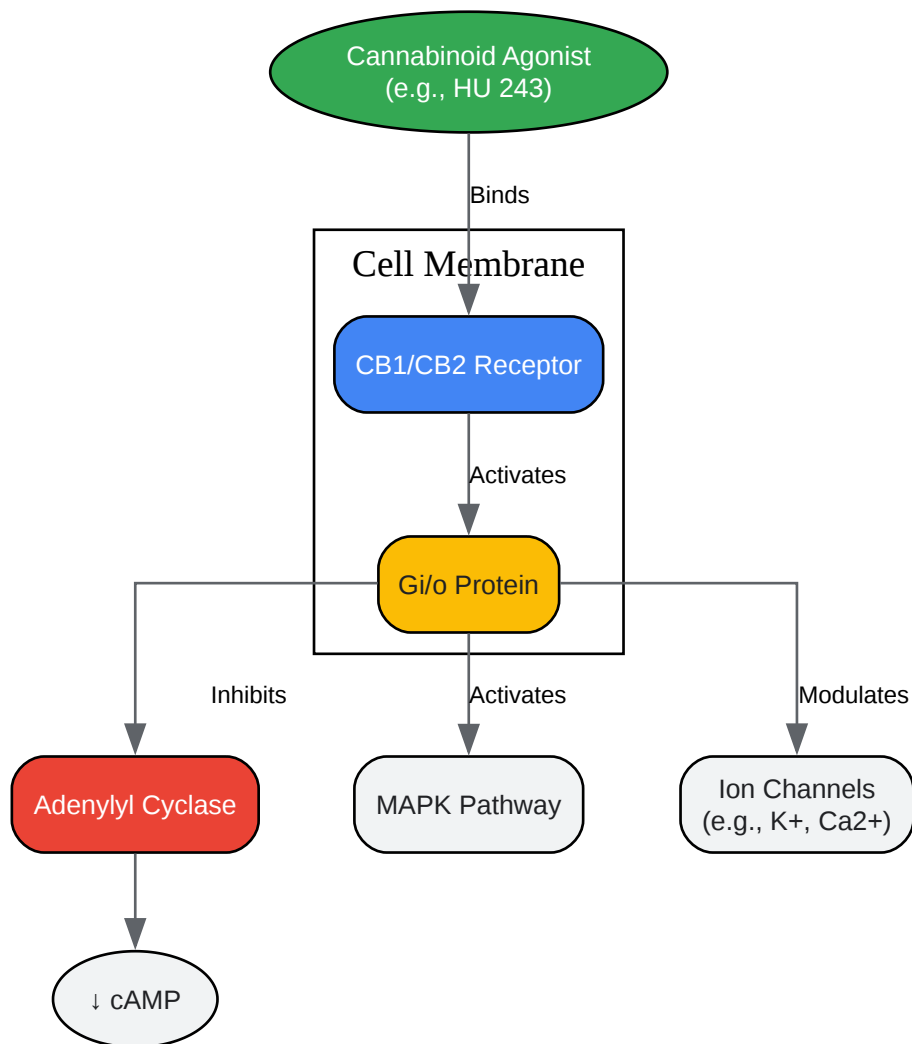 Cannabinoid Agonist
(e.g., HU 243)
Binds
Cell Membrane
CB1/CB2 Receptor
Activates
Gi/o Protein
Inhibits
Activates
Modulates
Adenylyl Cyclase
MAPK Pathway
Ion Channels
(e.g., K+, Ca2+)
↓ cAMP